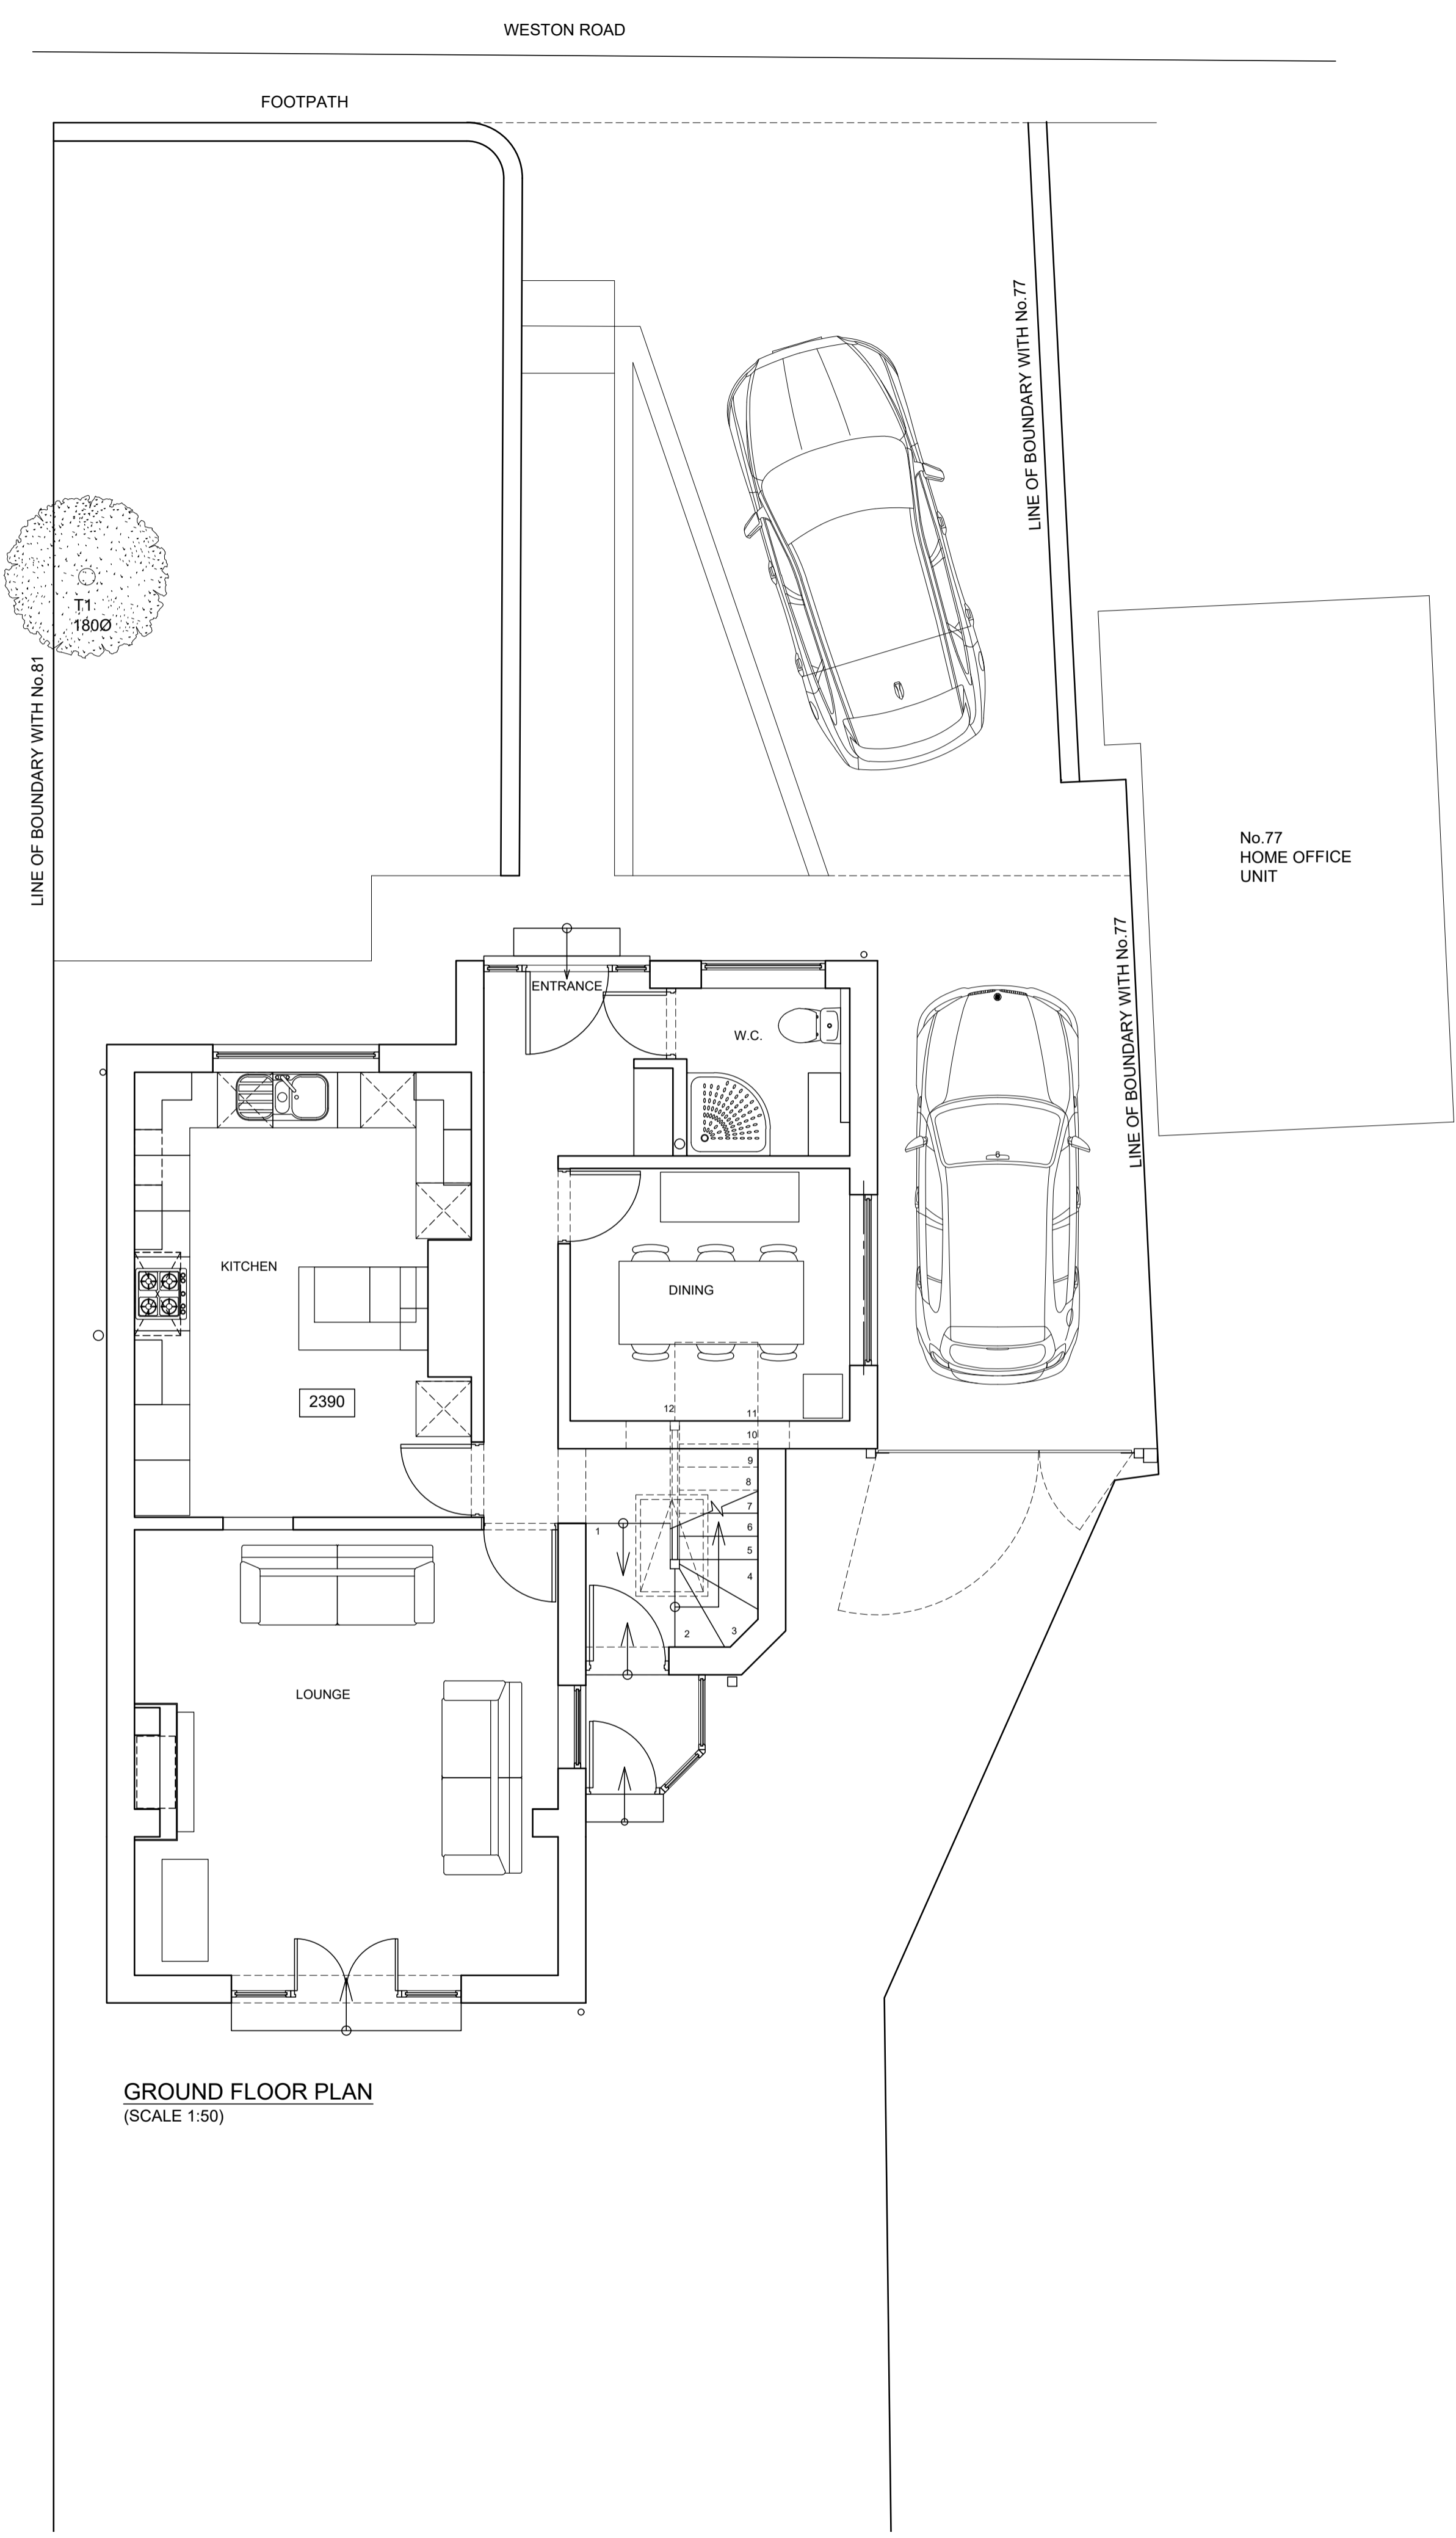 WESTON ROAD
FOOTPATH
LINE OF BOUNDARY WITH No.77
T1
180Ø
LINE OF BOUNDARY WITH No.81
No.77
HOME OFFICE
UNIT
LINE OF BOUNDARY WITH No.77
ENTRANCE
W.C.
KITCHEN
DINING
2390
12
11
10
9
8
7
6
5
4
3
2
1
LOUNGE
GROUND FLOOR PLAN
(SCALE 1:50)